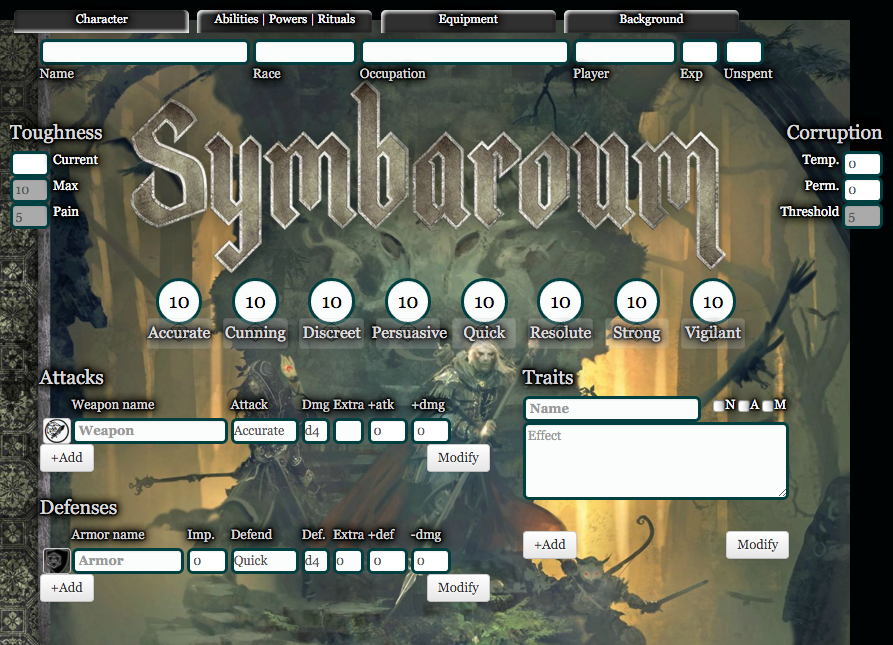 Character Abilities | Powers | Rituals Equipment Background
Name Race Occupation Player Exp Unspent
Toughness
Current
10 Max
5 Pain
Symbaroum
Corruption
Temp. 0
Perm. 0
Threshold 5
10 10 10 10 10 10 10 10
Accurate Cunning Discreet Persuasive Quick Resolute Strong Vigilant
Attacks
Weapon name Attack Dmg Extra +atk +dmg
Weapon Accurate d4 0 0
+Add Modify
Defenses
Armor name Imp. Defend Def. Extra +def -dmg
Armor 0 Quick d4 0 0 0
+Add Modify
Traits
Name N A M
Effect
+Add Modify